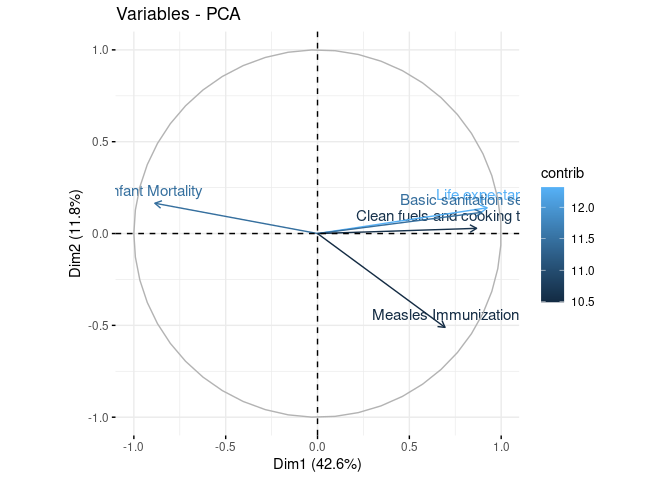 Variables - PCA
1.0
0.5
0.0
-0.5
-1.0
Dim2 (11.8%)
nfant Mortality
Life expectan
Basic sanitation se
Clean fuels and cooking t
Measles Immunization
-1.0
-0.5
0.0
0.5
1.0
Dim1 (42.6%)
contrib
12.0
11.5
11.0
10.5